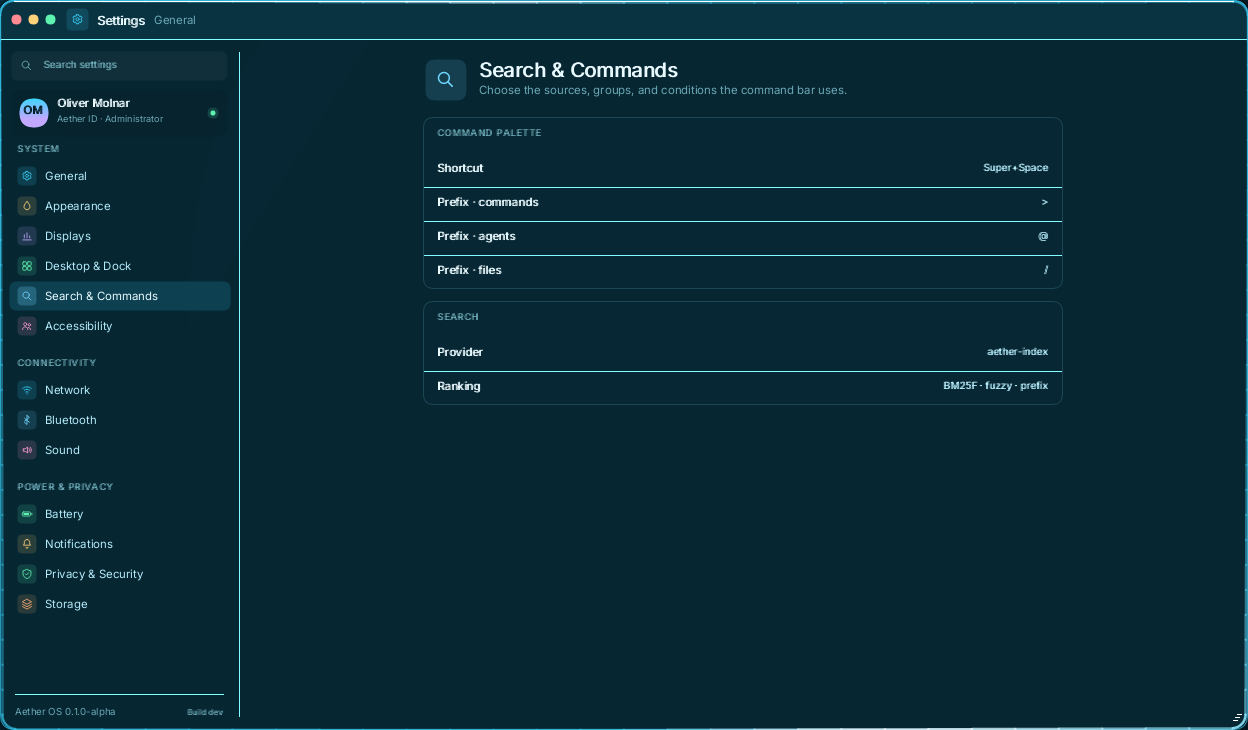 Settings General
Search settings
OM
Oliver Molnar
Aether ID · Administrator
SYSTEM
General
Appearance
Displays
Desktop & Dock
Search & Commands
Accessibility
CONNECTIVITY
Network
Bluetooth
Sound
POWER & PRIVACY
Battery
Notifications
Privacy & Security
Storage
Aether OS 0.1.0-alpha Build dev
Search & Commands
Choose the sources, groups, and conditions the command bar uses.
COMMAND PALETTE
Shortcut Super+Space
Prefix · commands >
Prefix · agents @
Prefix · files /
SEARCH
Provider aether-index
Ranking BM25F · fuzzy · prefix